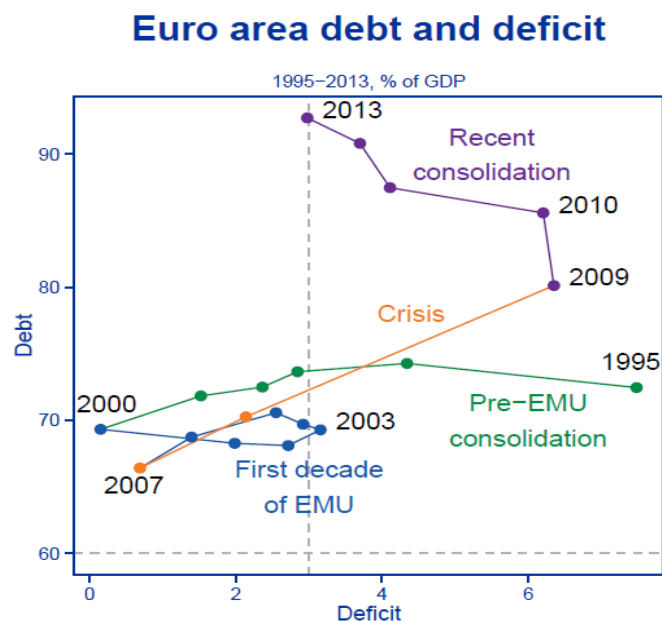 Euro area debt and deficit
1995−2013, % of GDP
2013
90
Recent
consolidation
2010
80
2009
Crisis
Debt
1995
2000
70
2003
Pre−EMU
consolidation
First decade
of EMU
2007
60
0
2
4
6
Deficit